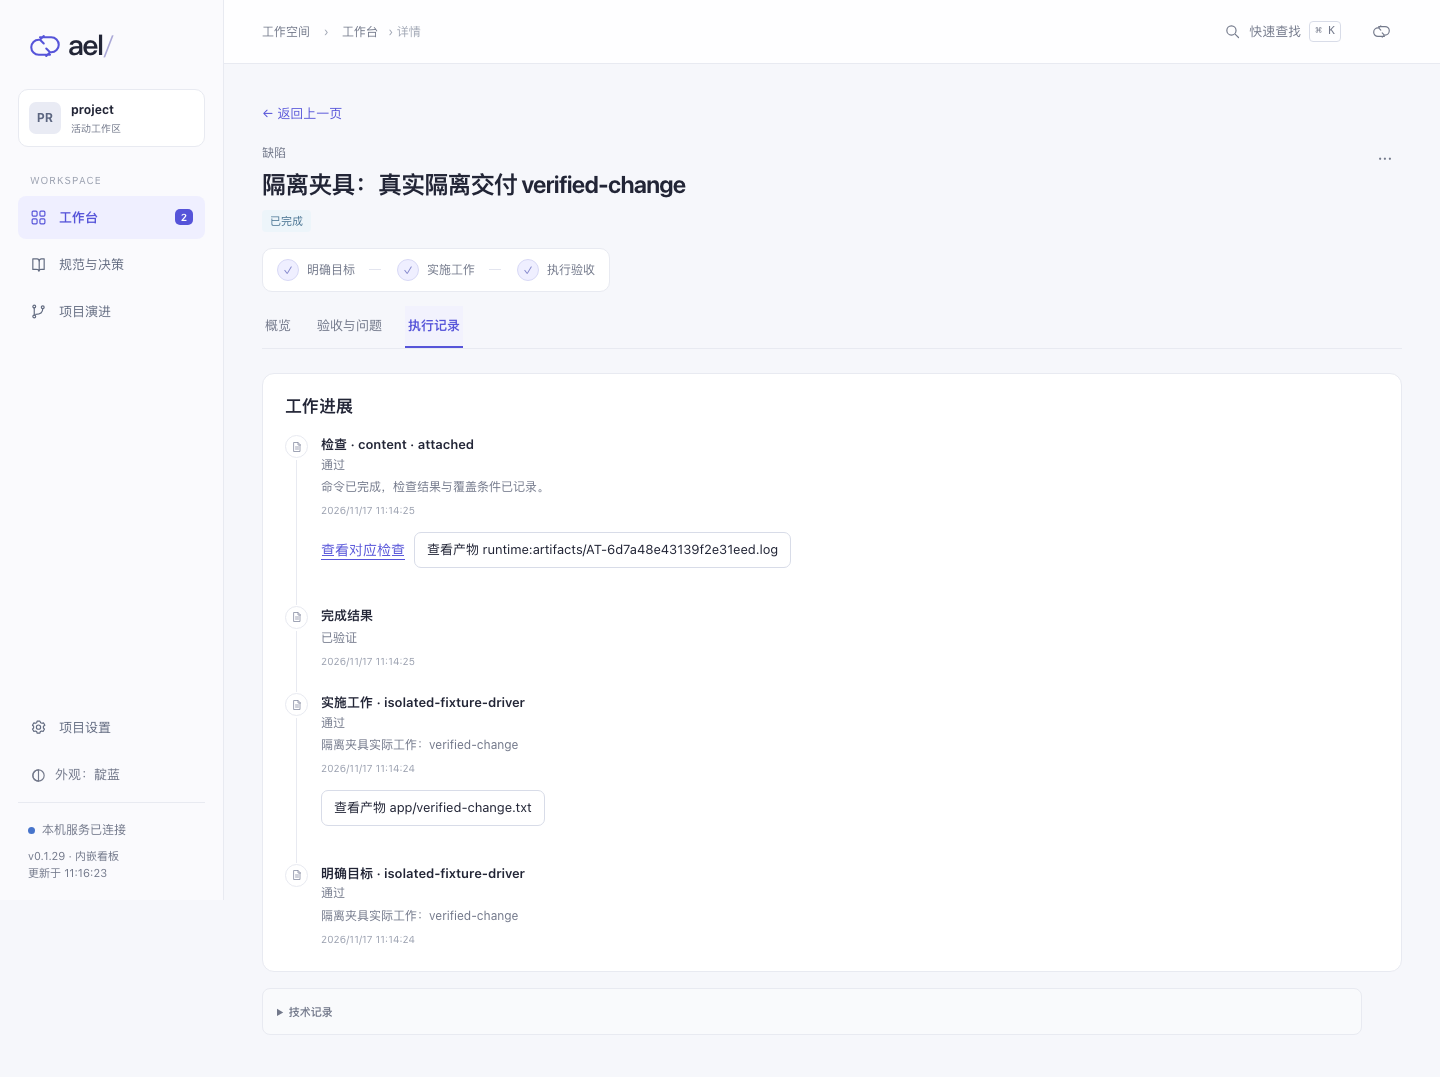 ael/
PR
project
活动工作区
WORKSPACE
工作台
2
规范与决策
项目演进
项目设置
外观：靛蓝
本机服务已连接
v0.1.29 · 内嵌看板
更新于 11:16:23
工作空间 › 工作台 › 详情
快速查找 ⌘ K
← 返回上一页
缺陷
…
隔离夹具：真实隔离交付 verified-change
已完成
明确目标 实施工作 执行验收
概览 验收与问题 执行记录
工作进展
检查 · content · attached
通过
命令已完成，检查结果与覆盖条件已记录。
2026/11/17 11:14:25
查看对应检查 查看产物 runtime:artifacts/AT-6d7a48e43139f2e31eed.log
完成结果
已验证
2026/11/17 11:14:25
实施工作 · isolated-fixture-driver
通过
隔离夹具实际工作：verified-change
2026/11/17 11:14:24
查看产物 app/verified-change.txt
明确目标 · isolated-fixture-driver
通过
隔离夹具实际工作：verified-change
2026/11/17 11:14:24
▶ 技术记录